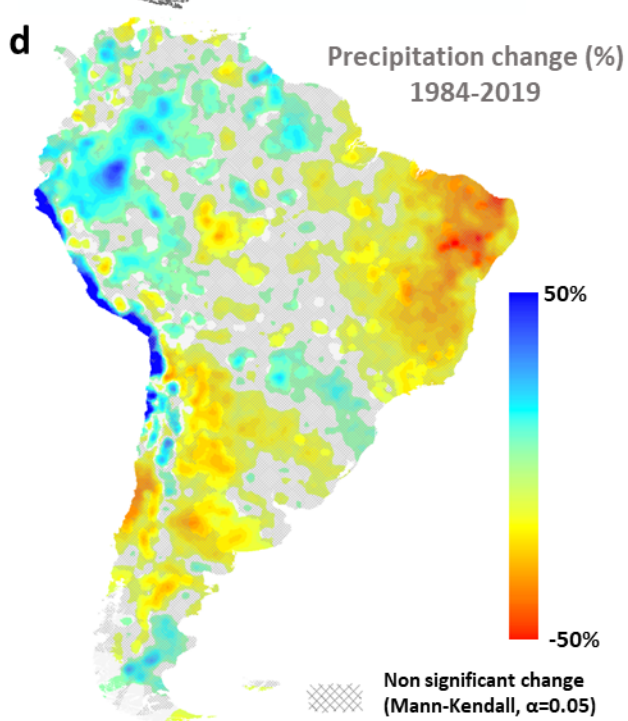 d
Precipitation change (%)
1984-2019
50%
-50%
Non significant change
(Mann-Kendall, α=0.05)